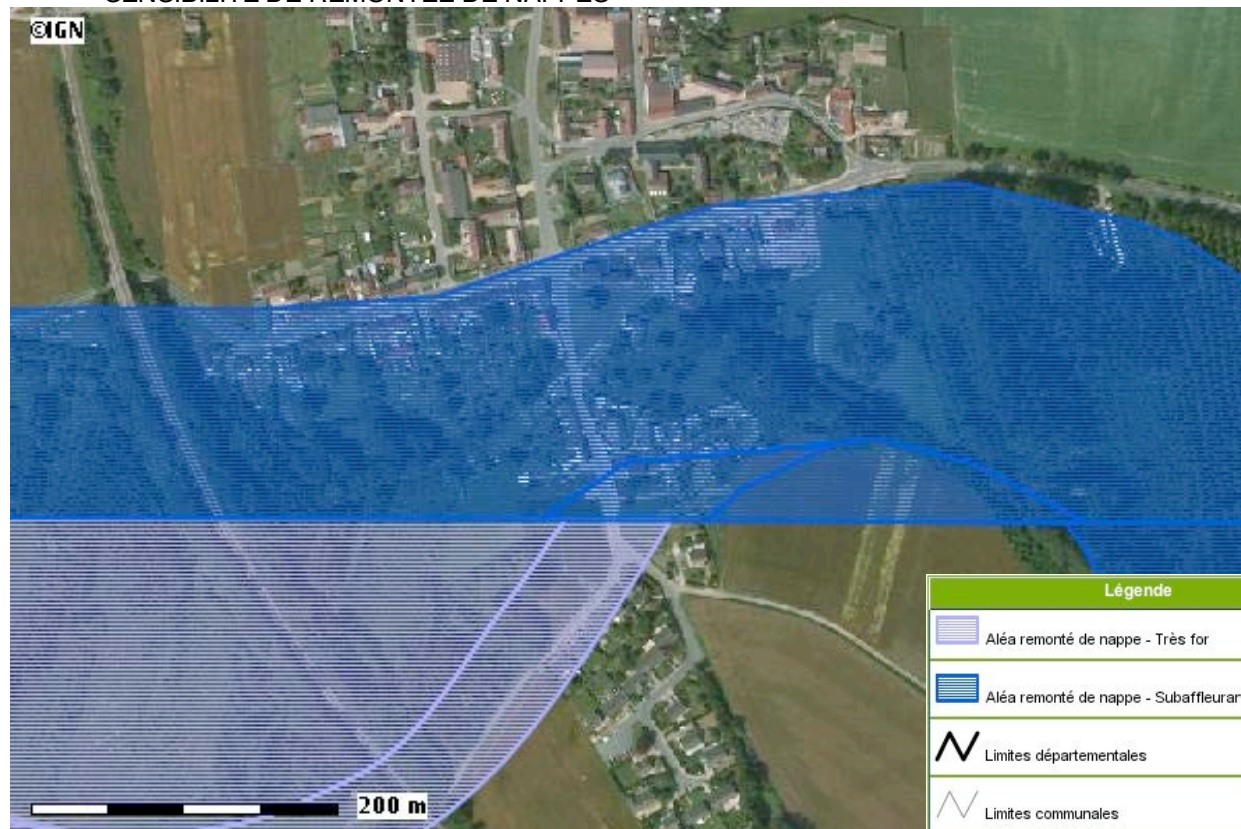 ©IGN
Légende
Aléa remonté de nappe - Très for
Aléa remonté de nappe - Subaffleuran
Limites départementales
Limites communales
200 m